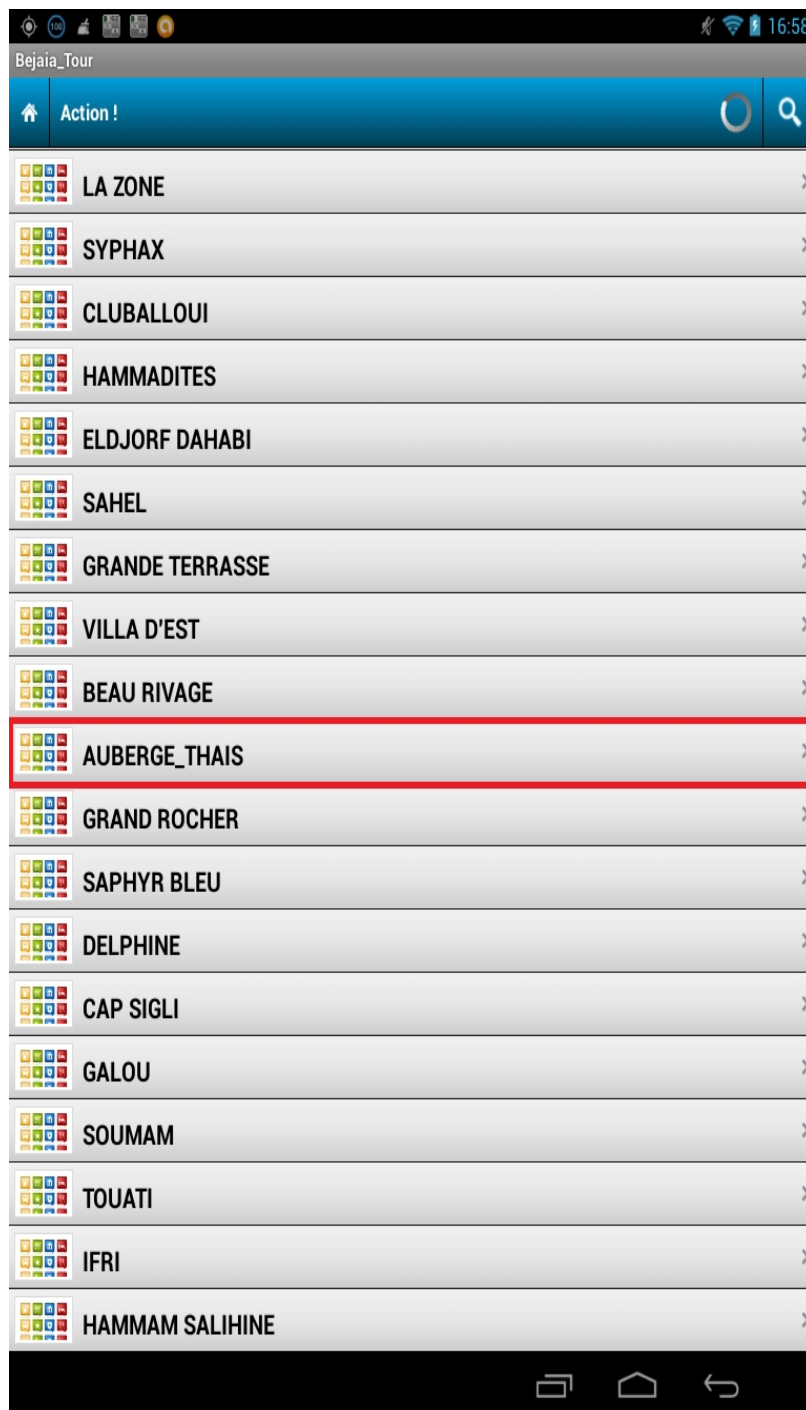 100
16:58
Bejaia_Tour
Action !
LA ZONE
SYPHAX
CLUBALLOUI
HAMMADITES
ELDJORF DAHABI
SAHEL
GRANDE TERRASSE
VILLA D'EST
BEAU RIVAGE
AUBERGE_THAIS
GRAND ROCHER
SAPHYR BLEU
DELPHINE
CAP SIGLI
GALOU
SOUMAM
TOUATI
IFRI
HAMMAM SALIHINE